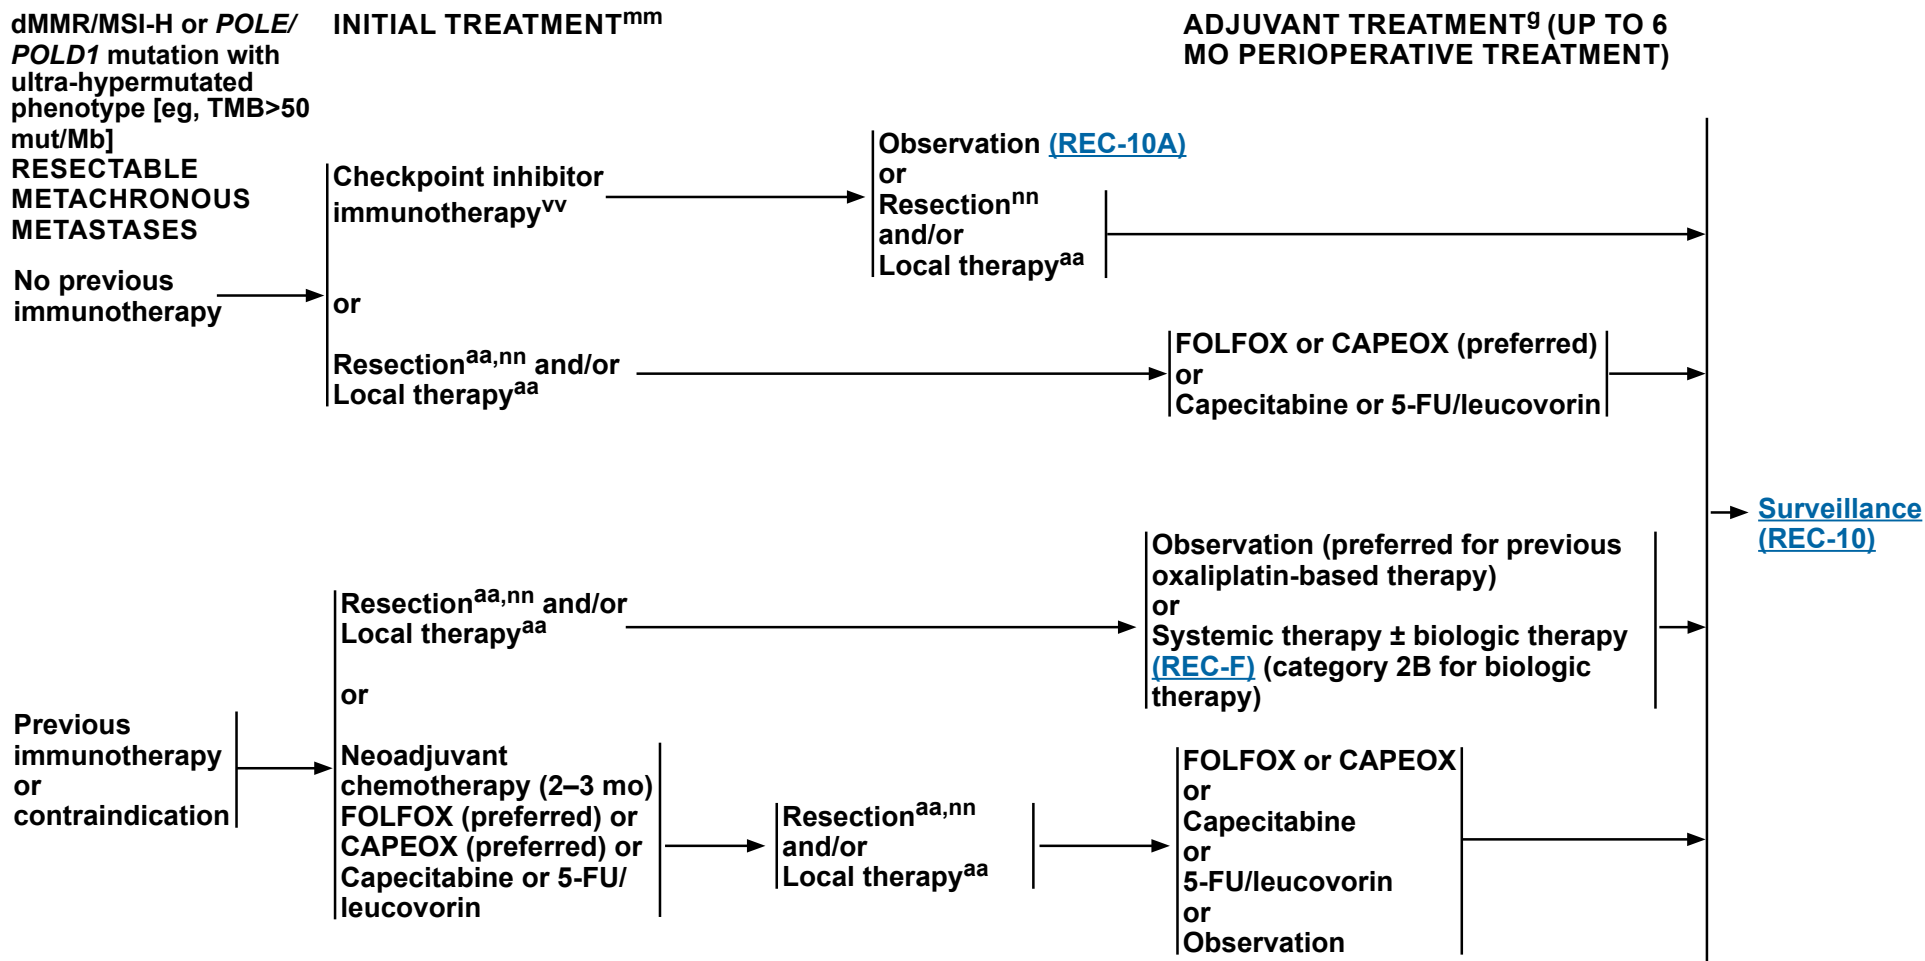 dMMR/MSI-H or POLE/
POLD1 mutation with
ultra-hypermutated
phenotype [eg, TMB>50
mut/Mb]
RESECTABLE
METACHRONOUS
METASTASES
INITIAL TREATMENTmm
ADJUVANT TREATMENTg (UP TO 6
MO PERIOPERATIVE TREATMENT)
No previous
immunotherapy
Checkpoint inhibitor
immunotherapyvv
or
Resectionaa,nn and/or
Local therapyaa
Observation (REC-10A)
or
Resectionnn
and/or
Local therapyaa
FOLFOX or CAPEOX (preferred)
or
Capecitabine or 5-FU/leucovorin
Previous
immunotherapy
or
contraindication
Resectionaa,nn and/or
Local therapyaa
or
Neoadjuvant
chemotherapy (2–3 mo)
FOLFOX (preferred) or
CAPEOX (preferred) or
Capecitabine or 5-FU/
leucovorin
Observation (preferred for previous
oxaliplatin-based therapy)
or
Systemic therapy ± biologic therapy
(REC-F) (category 2B for biologic
therapy)
Resectionaa,nn
and/or
Local therapyaa
FOLFOX or CAPEOX
or
Capecitabine
or
5-FU/leucovorin
or
Observation
Surveillance
(REC-10)